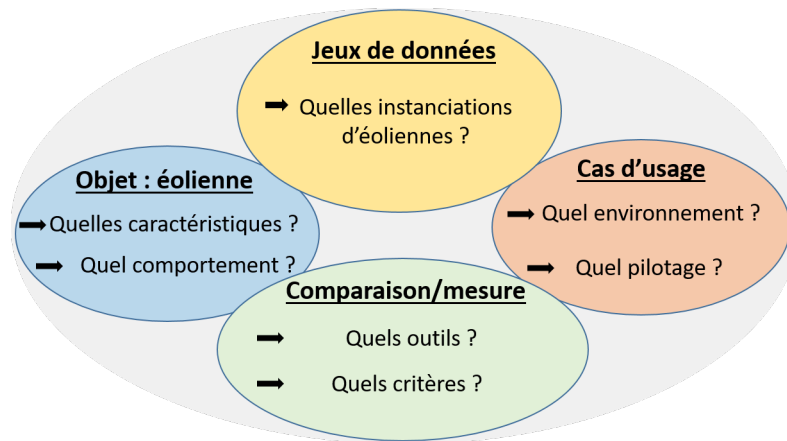 Jeux de données
Quelles instanciations
d'éoliennes ?
Objet : éolienne
Quelles caractéristiques ?
Quel comportement ?
Cas d'usage
Quel environnement ?
Quel pilotage ?
Comparaison/mesure
Quels outils ?
Quels critères ?